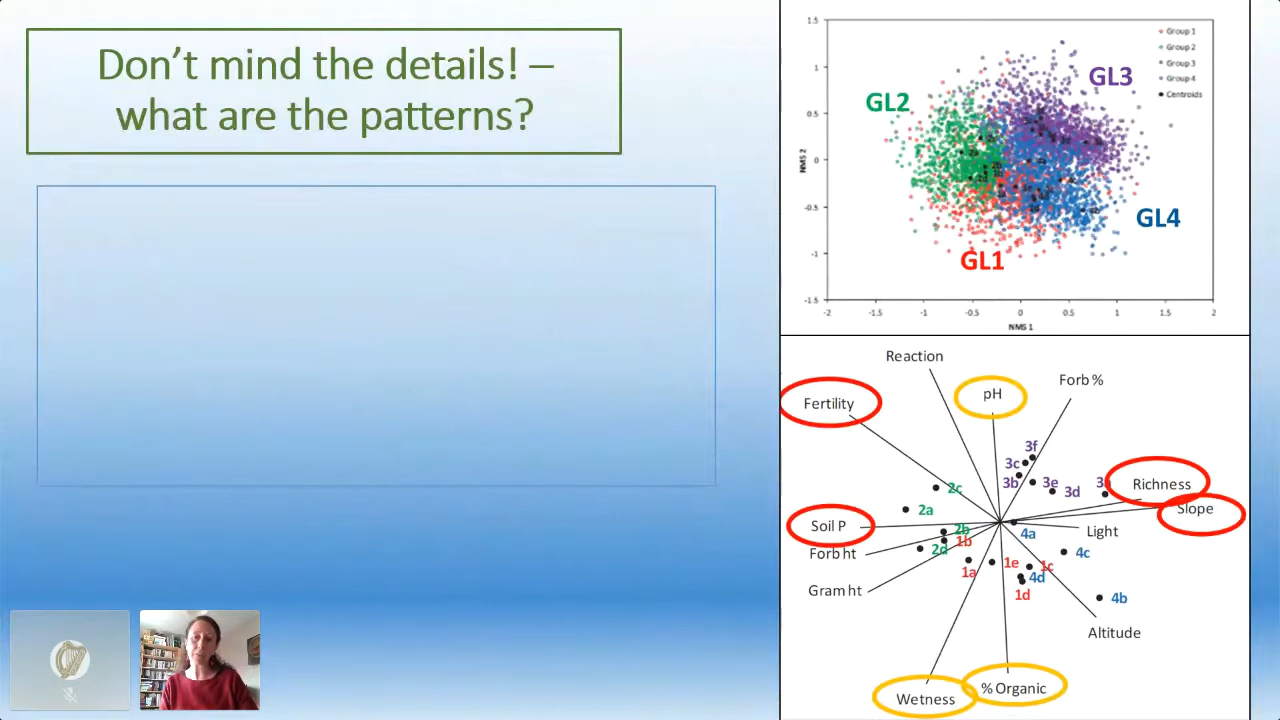 Don't mind the details! –
what are the patterns?
1.5
1
0.5
0
-0.5
-1
-1.5
-2
-1.5
-1
-0.5
0
0.5
1
1.5
2
NMS 2
NMS 1
Group 1
Group 2
Group 3
Group 4
Centroids
GL3
GL2
GL4
GL1
Reaction
Forb %
pH
Fertility
3f
3c
3b
3e
3d
Richness
2c
2a
Slope
Soil P
2b
4a
Light
1b
Forb ht
2d
4c
1e
1c
1a
4d
Gram ht
1d
4b
Altitude
% Organic
Wetness